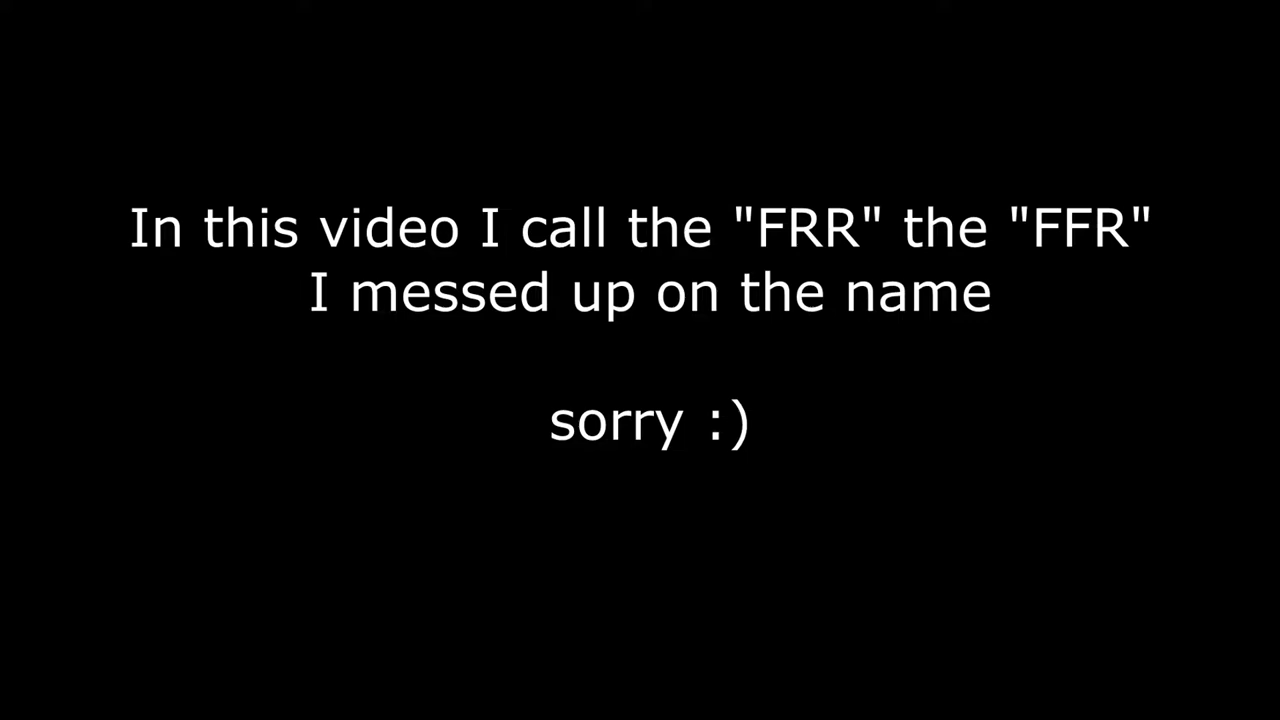 In this video I call the "FRR" the "FFR"
I messed up on the name
sorry :)